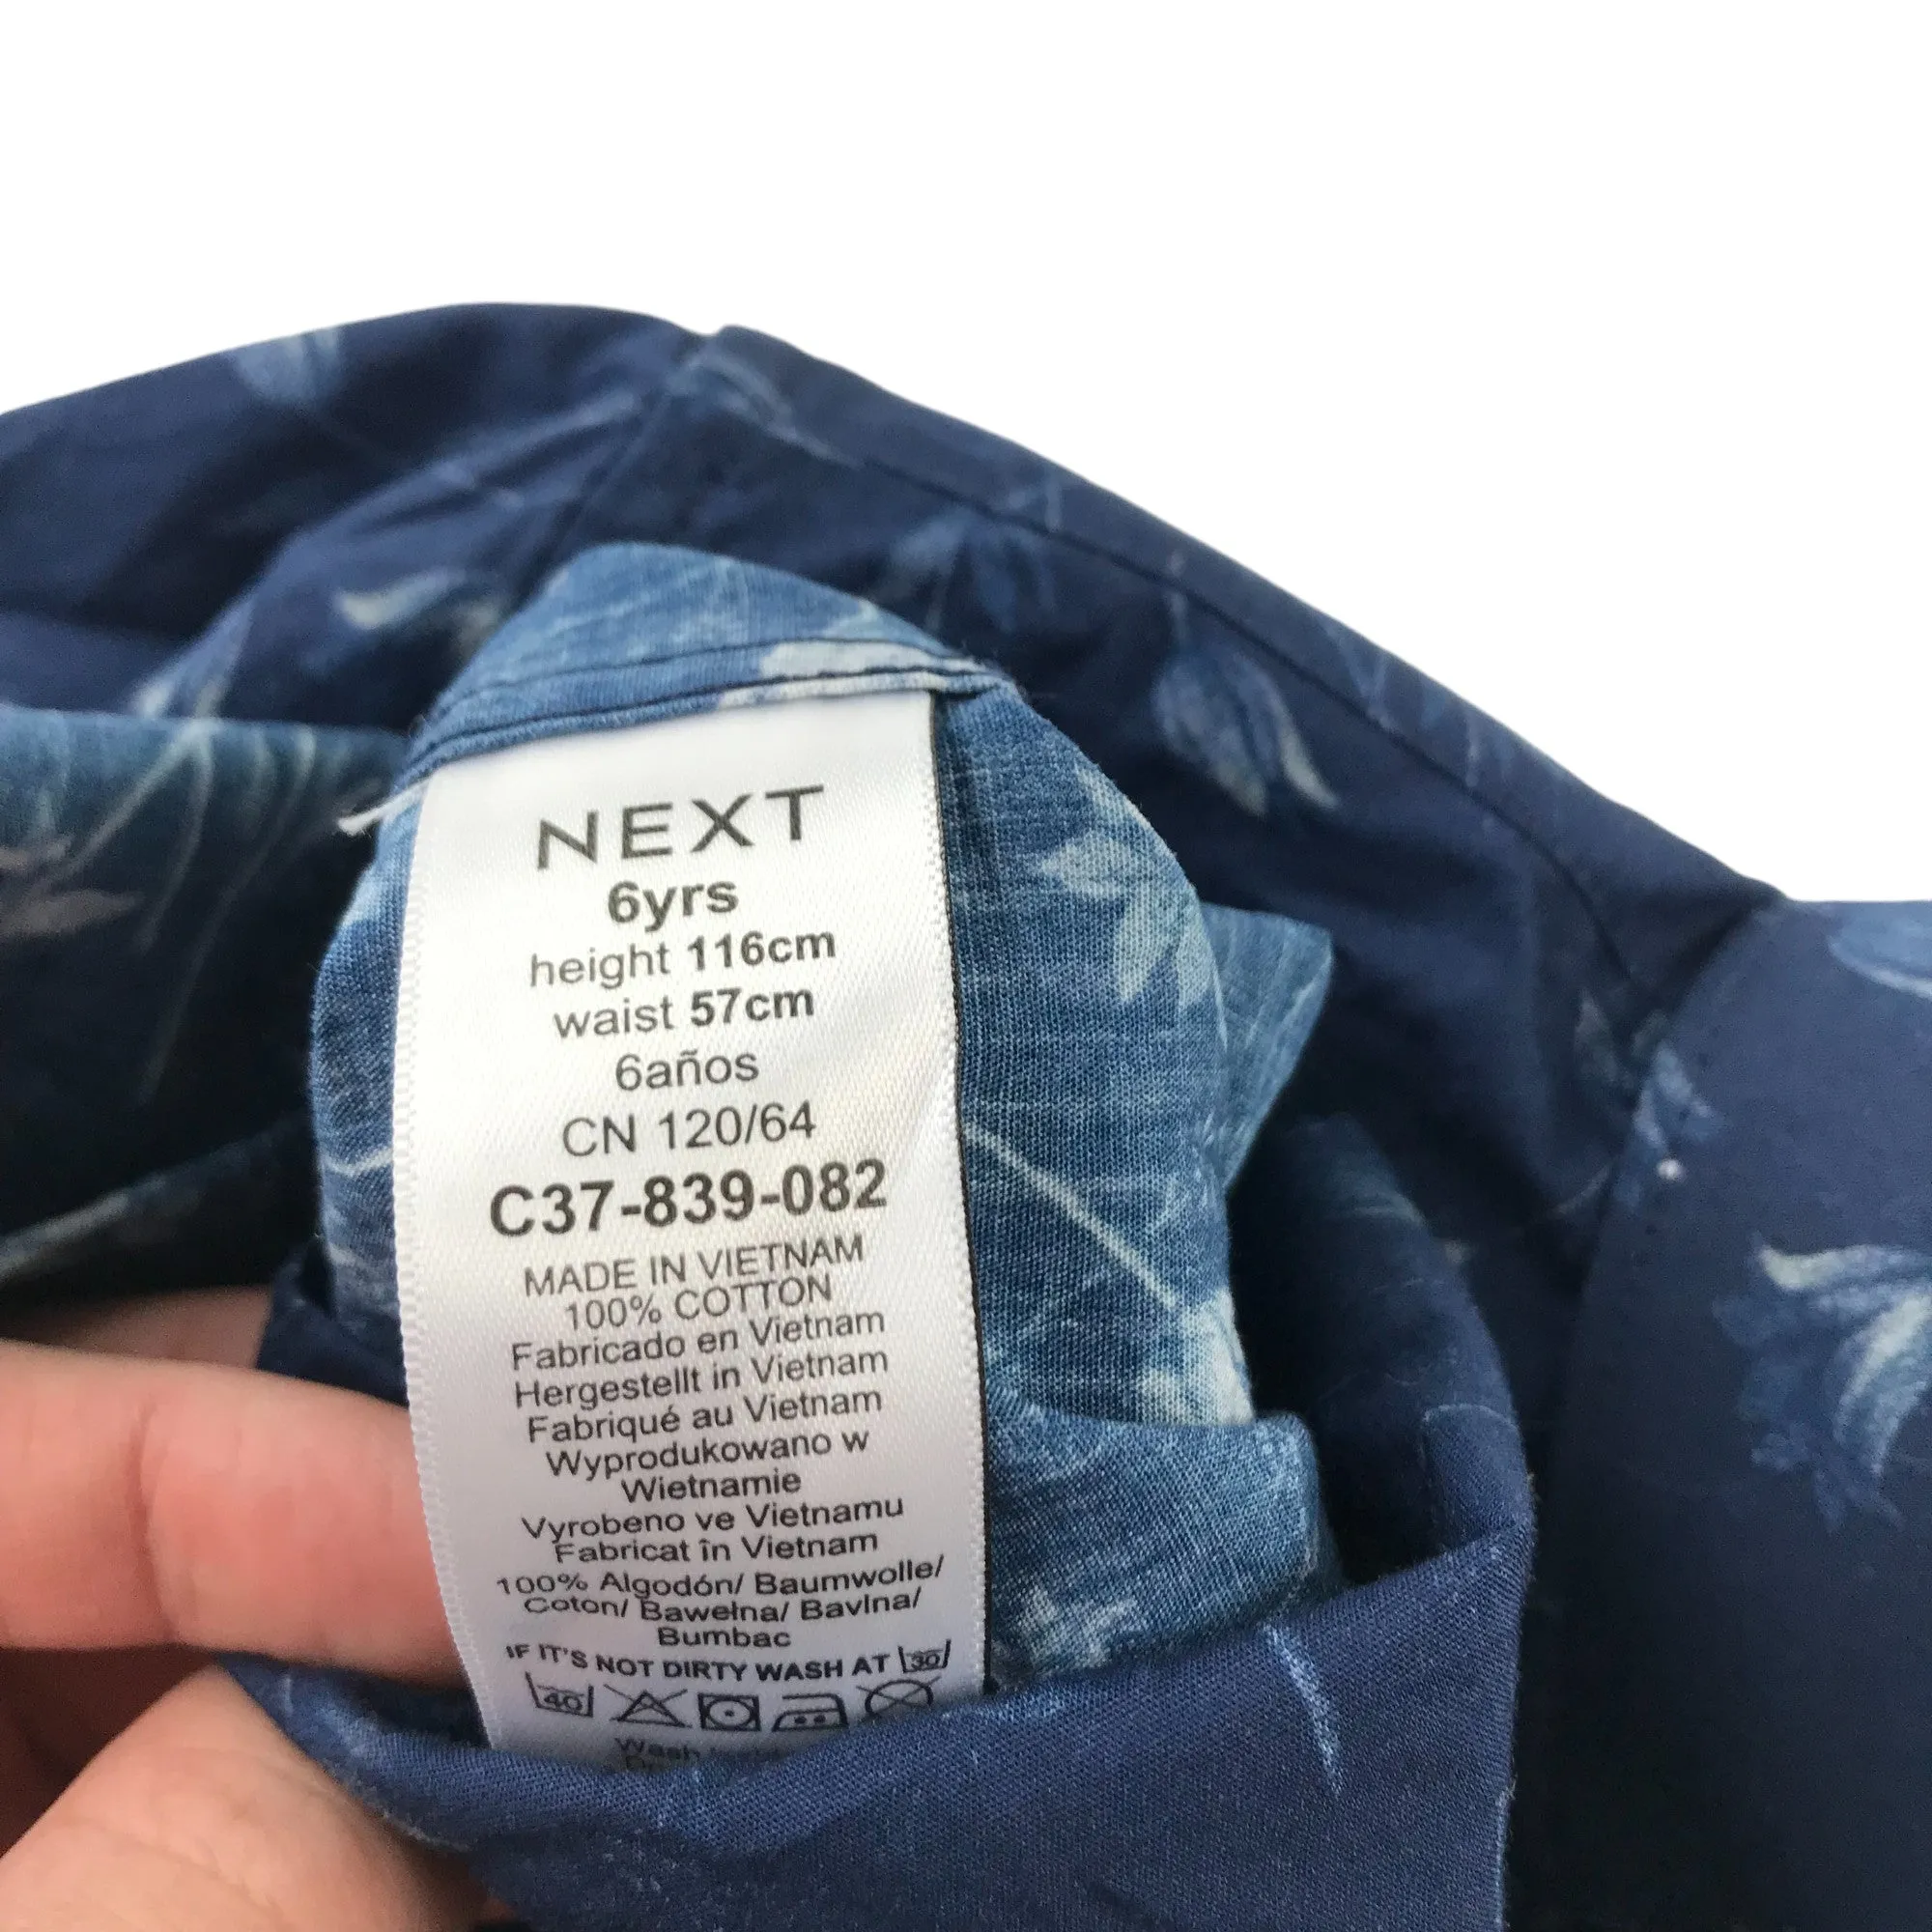 NEXT
6yrs
height 116cm
waist 57cm
6años
CN 120/64
C37-839-082
MADE IN VIETNAM
100% COTTON
Fabricado en Vietnam
Hergestellt in Vietnam
Fabriqué au Vietnam
Wyprodukowano w
Wietnamie
Vyrobeno ve Vietnamu
Fabricat în Vietnam
100% Algodón/ Baumwolle/
Coton/ Bawełna/ Bavlna/
Bumbac
IF IT'S NOT DIRTY WASH AT 30
40
Wash